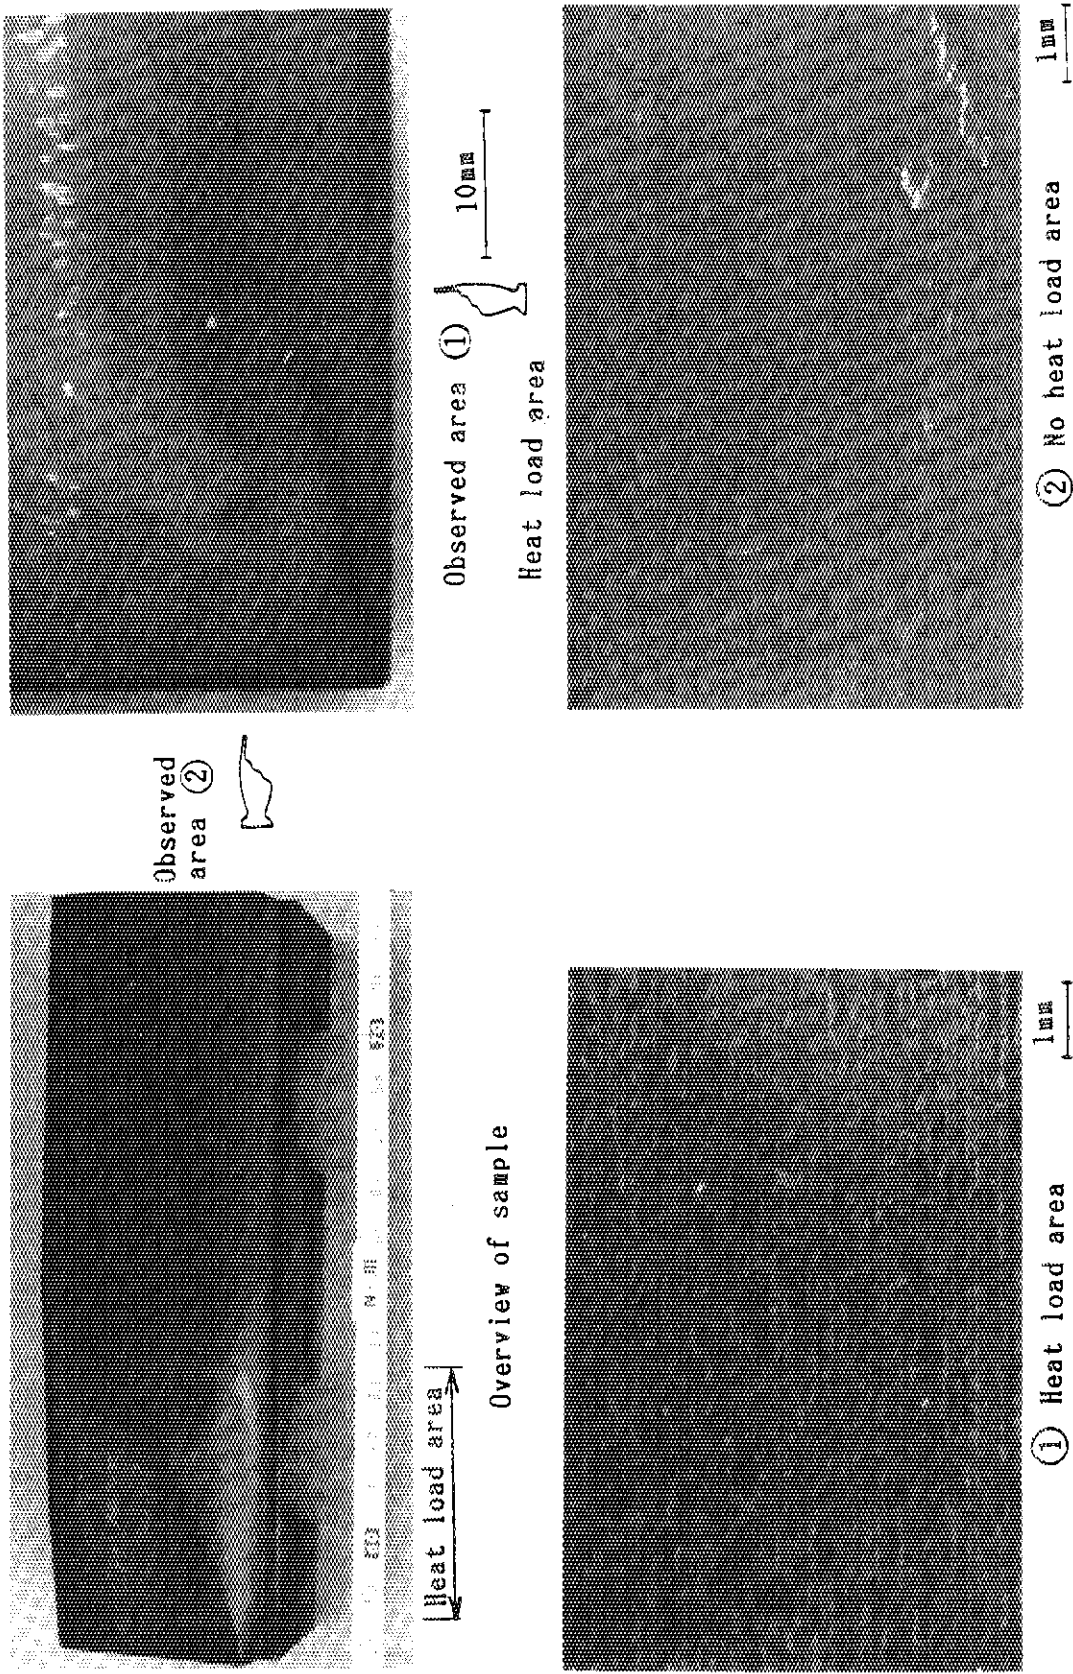 Heat load area
Overview of sample
Observed
area ②
Observed area ①
10mm
Heat load area
① Heat load area
1mm
② No heat load area
1mm